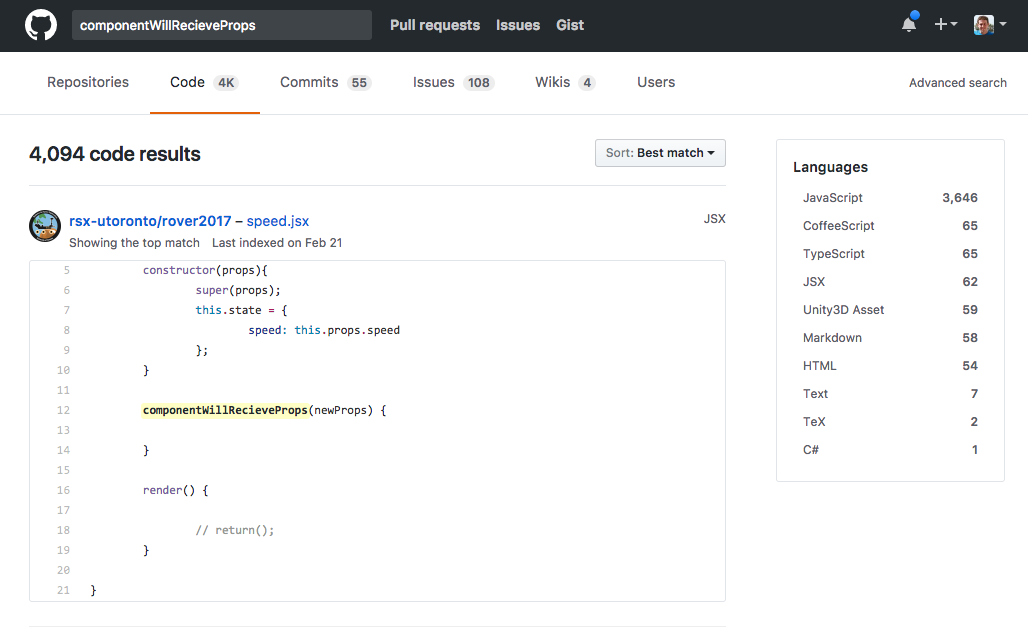 componentWillRecieveProps Pull requests Issues Gist
Repositories Code 4K Commits 55 Issues 108 Wikis 4 Users Advanced search
4,094 code results Sort: Best match
rsx-utoronto/rover2017 – speed.jsx JSX
Showing the top match Last indexed on Feb 21
5 constructor(props){
6 super(props);
7 this.state = {
8 speed: this.props.speed
9 };
10 }
11
12 componentWillRecieveProps(newProps) {
13
14 }
15
16 render() {
17
18 // return();
19 }
20
21 }
Languages
JavaScript 3,646
CoffeeScript 65
TypeScript 65
JSX 62
Unity3D Asset 59
Markdown 58
HTML 54
Text 7
TeX 2
C# 1